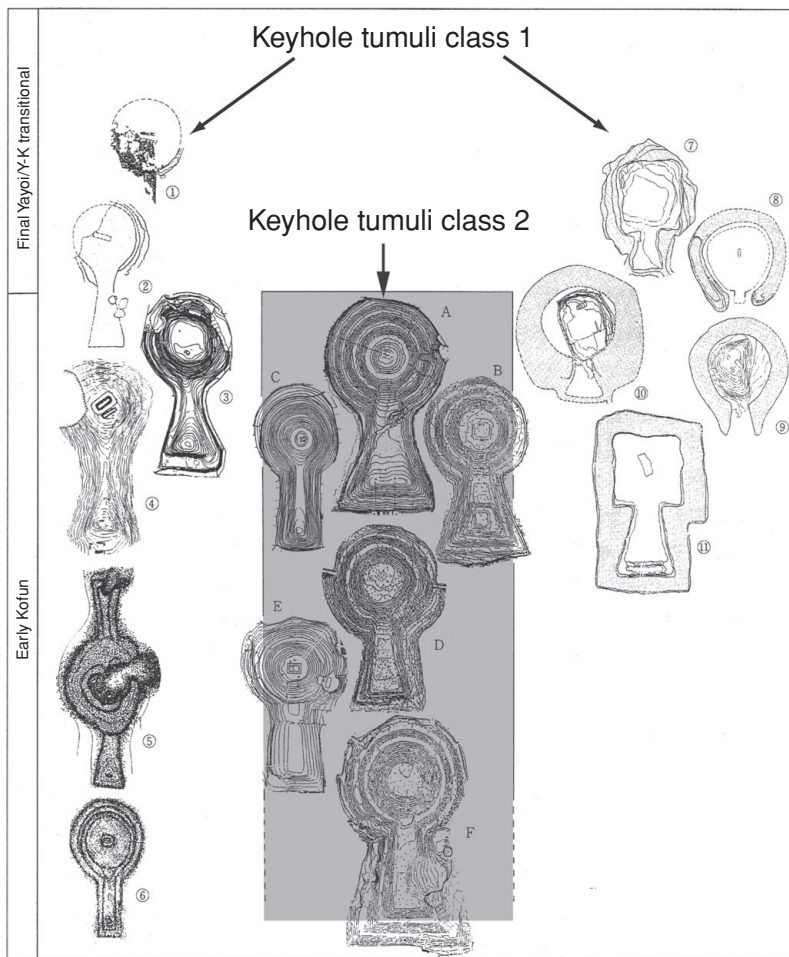 Keyhole tumuli class 1
Final Yayoi/Y-K transitional
①
⑦
⑧
Keyhole tumuli class 2
②
A
③
C
B
⑩
⑨
④
⑪
Early Kofun
E
D
⑤
F
⑥